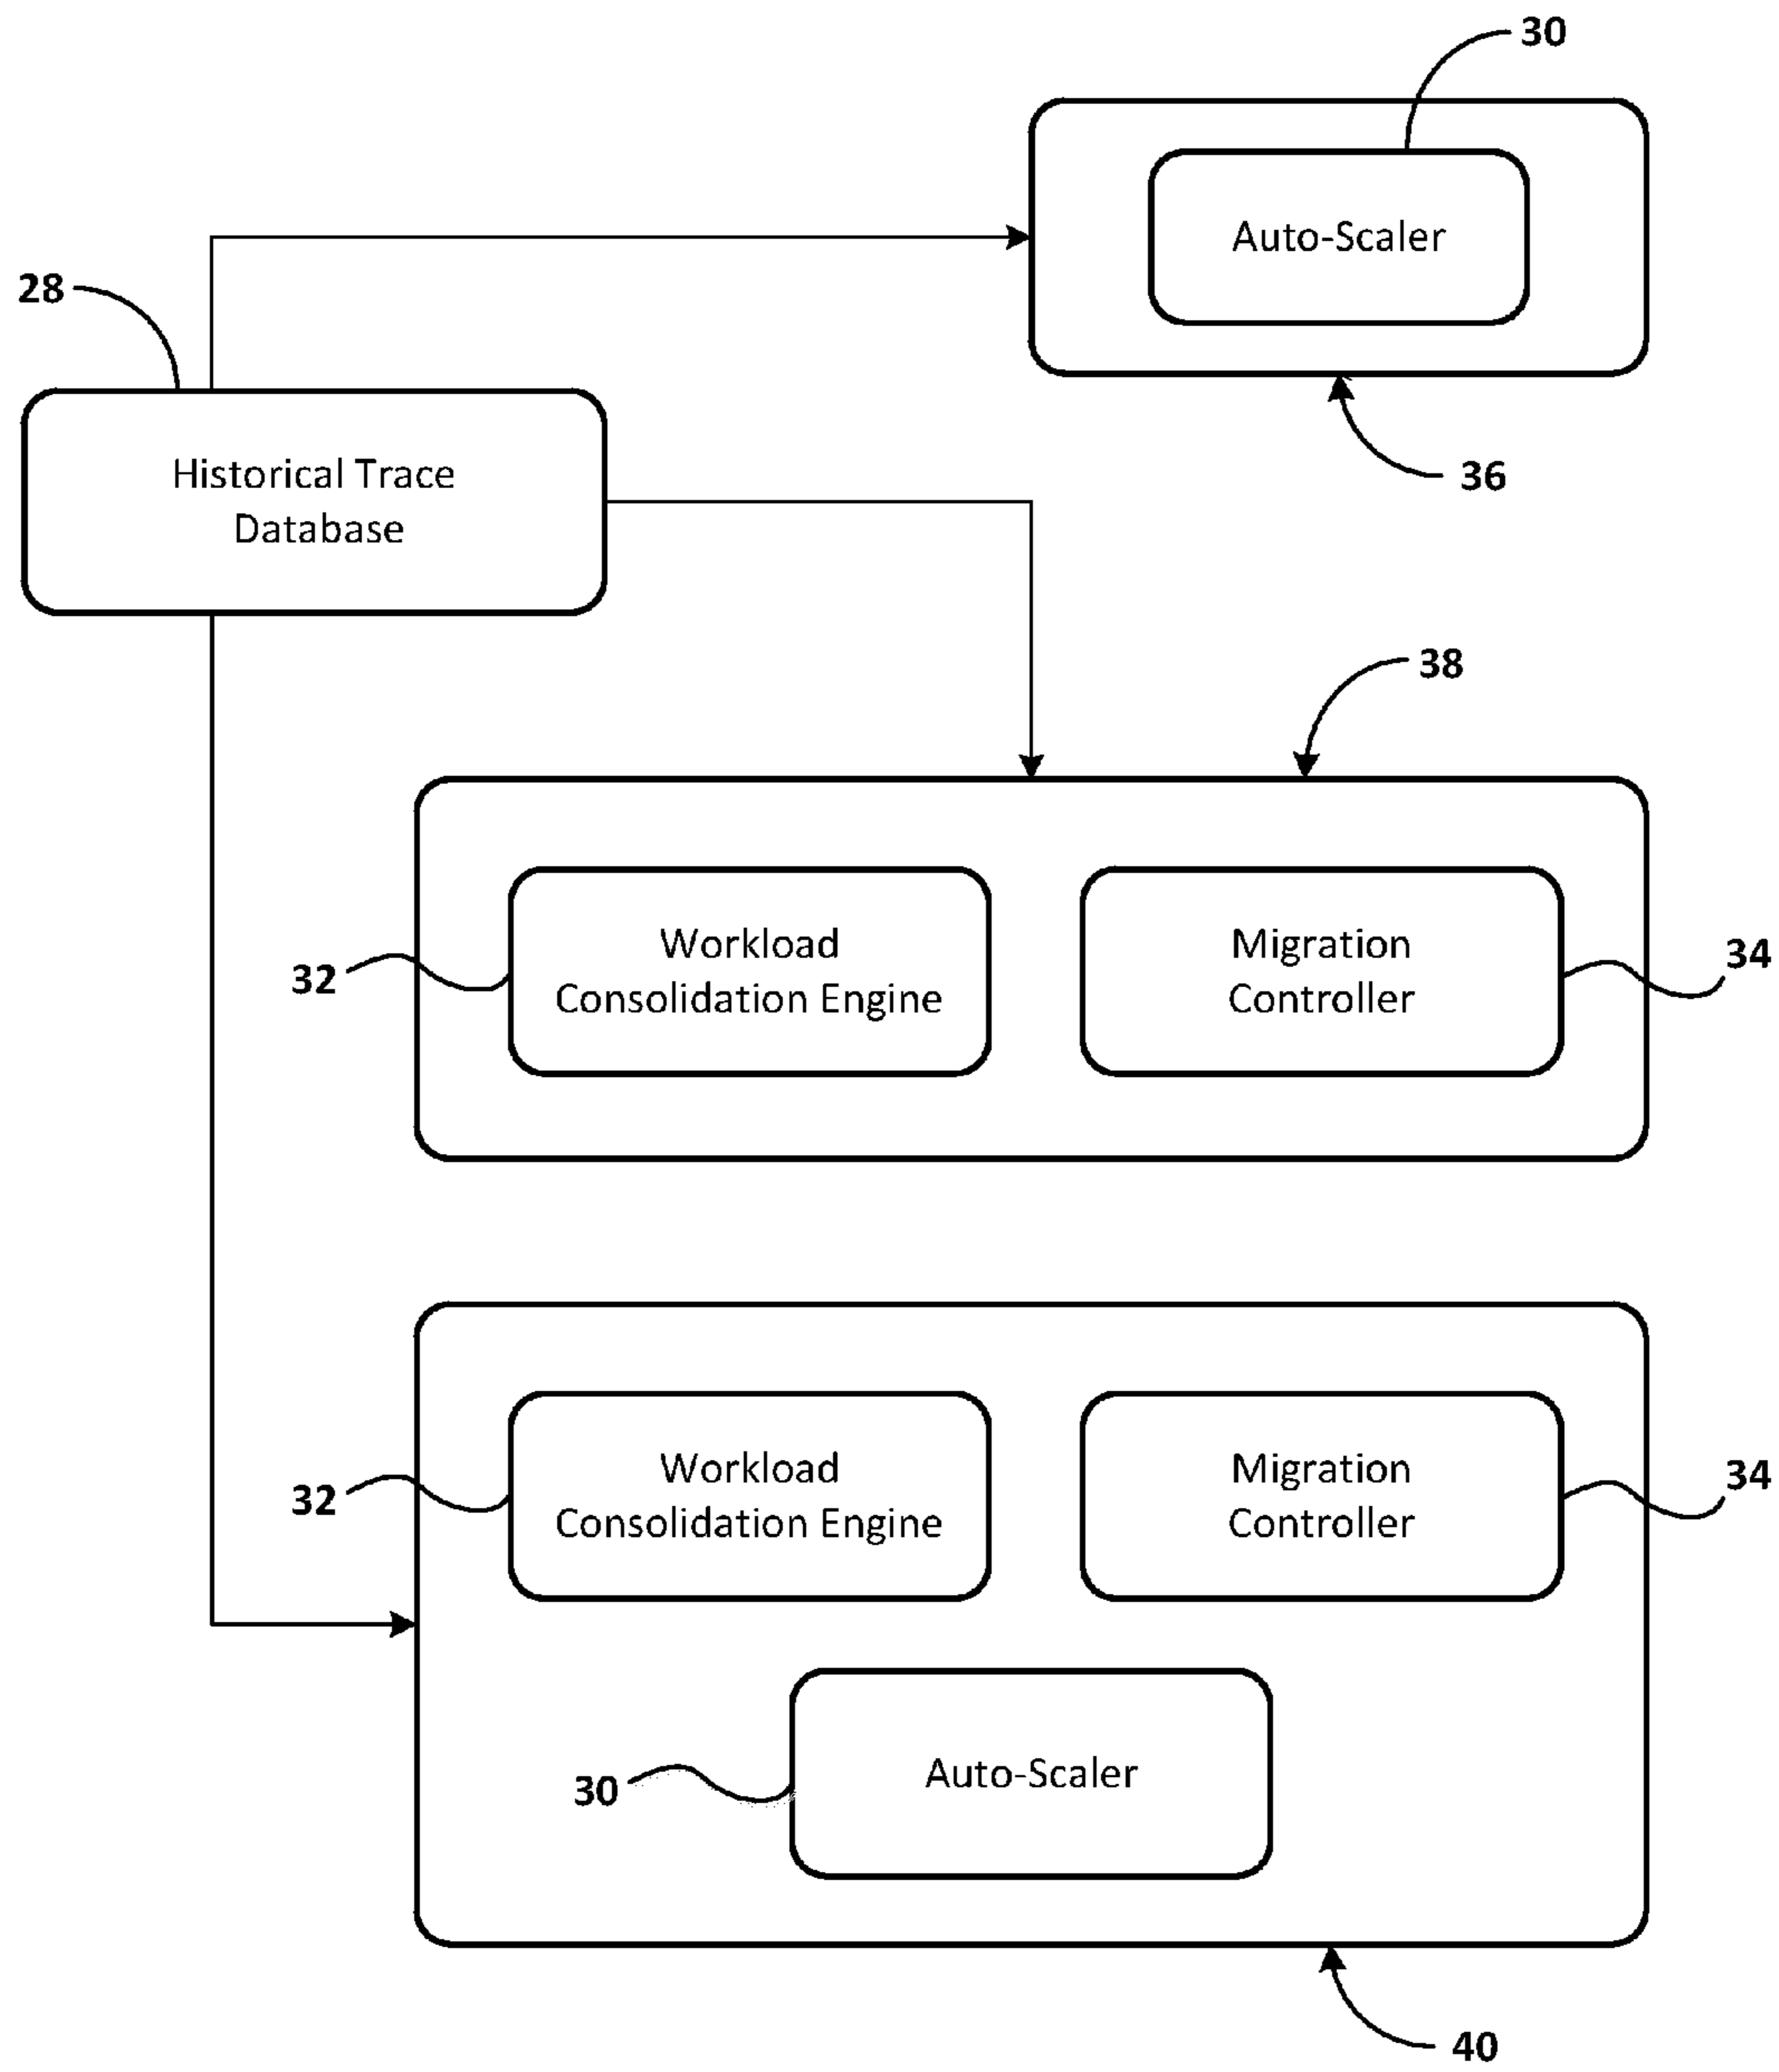 30
Auto-Scaler
28
Historical Trace
Database
36
38
Workload
Consolidation Engine
Migration
Controller
32
34
Workload
Consolidation Engine
Migration
Controller
32
34
Auto-Scaler
30
40